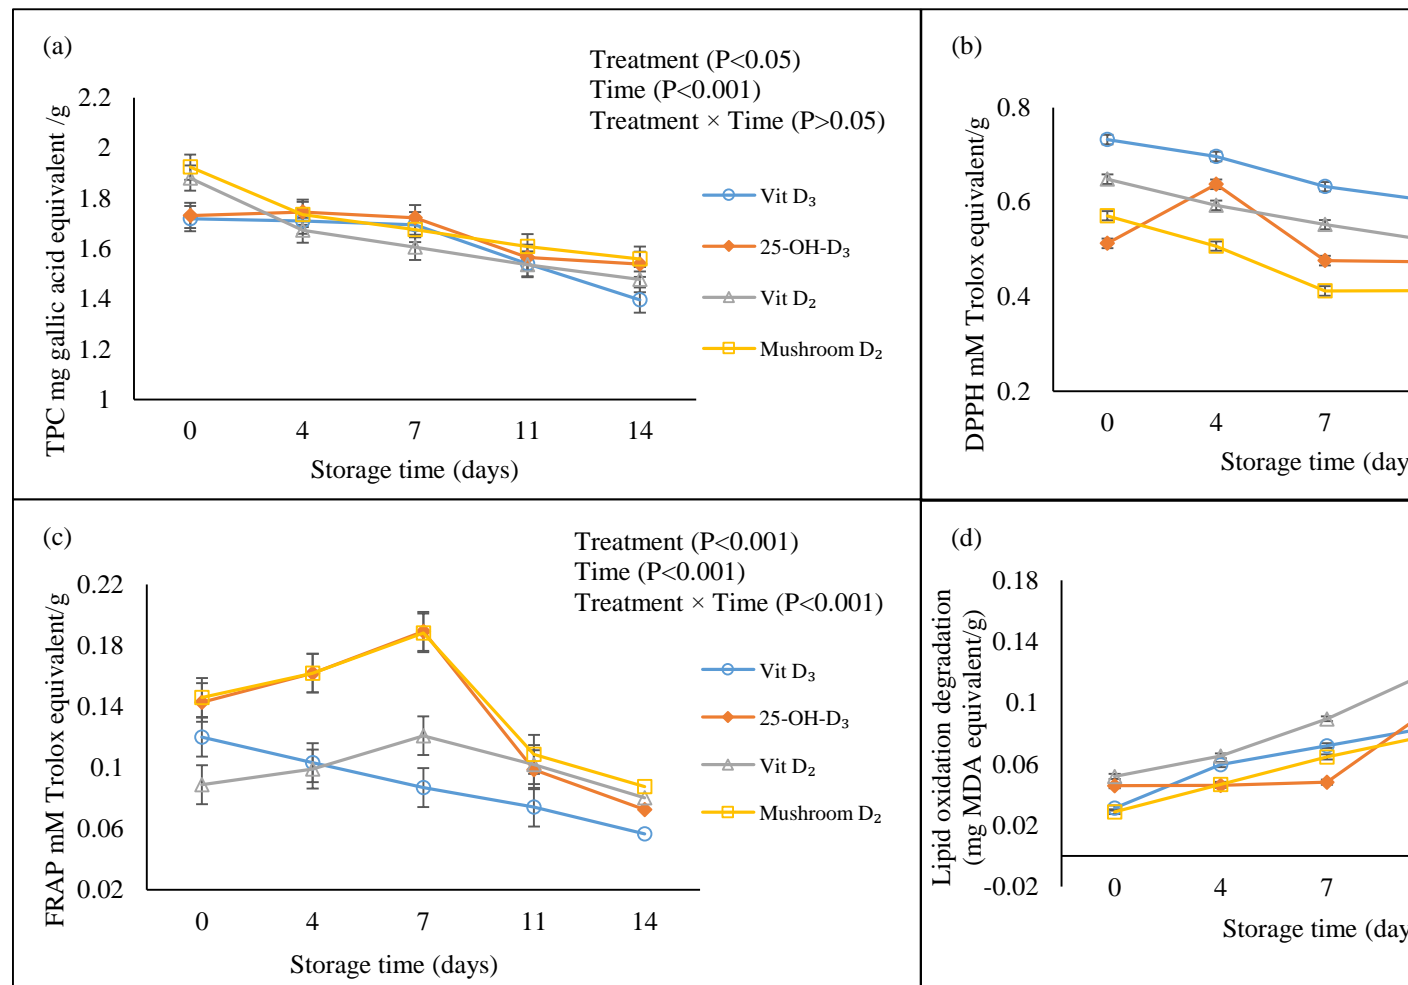 (a)
Treatment (P<0.05)
Time (P<0.001)
Treatment × Time (P>0.05)
TPC mg gallic acid equivalent /g
2.2
2
1.8
1.6
1.4
1.2
1
0 4 7 11 14
Storage time (days)
Vit D₃
25-OH-D₃
Vit D₂
Mushroom D₂
(b)
DPPH mM Trolox equivalent/g
0.8
0.6
0.4
0.2
0 4 7
Storage time (day
(c)
Treatment (P<0.001)
Time (P<0.001)
Treatment × Time (P<0.001)
FRAP mM Trolox equivalent/g
0.22
0.18
0.14
0.1
0.06
0.02
0 4 7 11 14
Storage time (days)
Vit D₃
25-OH-D₃
Vit D₂
Mushroom D₂
(d)
Lipid oxidation degradation
(mg MDA equivalent/g)
0.18
0.14
0.1
0.06
0.02
-0.02
0 4 7
Storage time (day